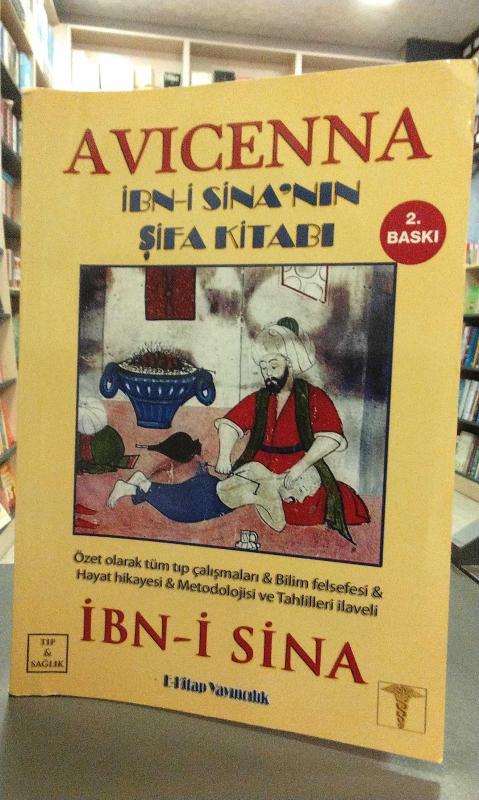 AVICENNA
İBN-İ SİNA'NIN
ŞİFA KİTABI
2.
BASKI
Özet olarak tüm tıp çalışmaları & Bilim felsefesi &
Hayat hikayesi & Metodolojisi ve Tahlilleri ilaveli
İBN-İ SİNA
TIP
&
SAĞLIK
E-Kitap Yayıncılık